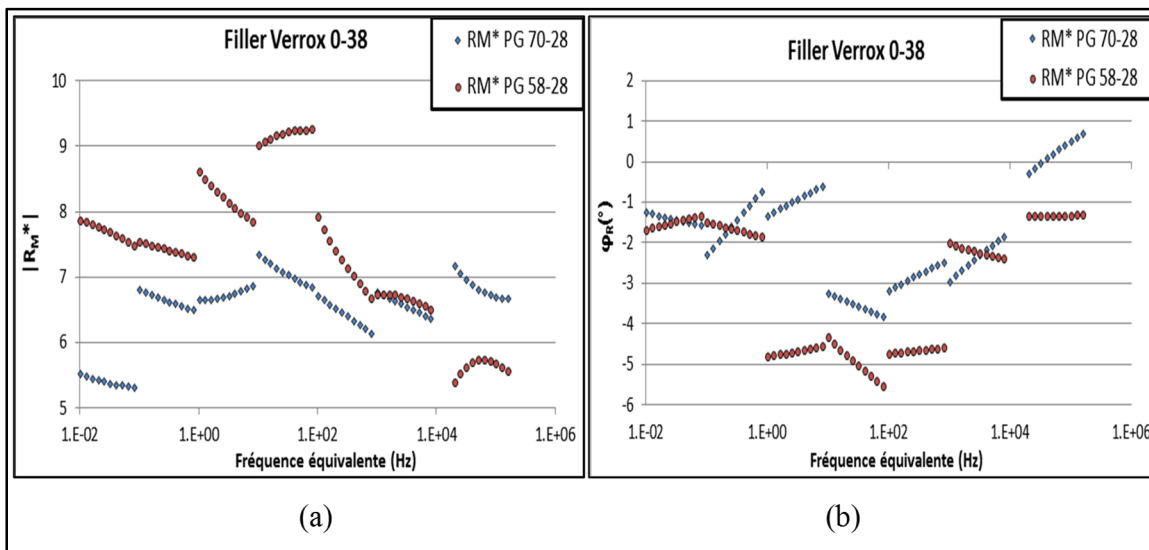 Filler Verrox 0-38
RM* PG 70-28
RM* PG 58-28
|R_M*|
10
9
8
7
6
5
1.E-02
1.E+00
1.E+02
1.E+04
1.E+06
Fréquence équivalente (Hz)
(a)
Filler Verrox 0-38
RM* PG 70-28
RM* PG 58-28
φ_R(°)
2
1
0
-1
-2
-3
-4
-5
-6
1.E-02
1.E+00
1.E+02
1.E+04
1.E+06
Fréquence équivalente (Hz)
(b)